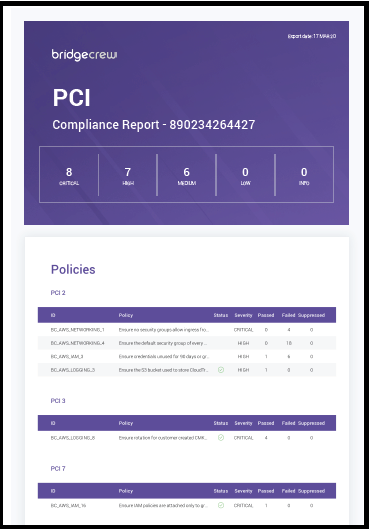 Export date: 17 MAR 20
bridgecrew
PCI
Compliance Report - 890234264427
8 7 6 0 0
CRITICAL HIGH MEDIUM LOW INFO
Policies
PCI 2
ID Policy Status Severity Passed Failed Suppressed
BC_AWS_NETWORKING_1 Ensure no security groups allow ingress fro... CRITICAL 0 4 0
BC_AWS_NETWORKING_4 Ensure the default security group of every ... HIGH 0 18 0
BC_AWS_IAM_3 Ensure credentials unused for 90 days or gr... HIGH 1 6 0
BC_AWS_LOGGING_3 Ensure the S3 bucket used to store CloudTr... HIGH 1 0 0
PCI 3
ID Policy Status Severity Passed Failed Suppressed
BC_AWS_LOGGING_8 Ensure rotation for customer created CMK... CRITICAL 4 0 0
PCI 7
ID Policy Status Severity Passed Failed Suppressed
BC_AWS_IAM_16 Ensure IAM policies are attached only to gr... CRITICAL 1 0 0